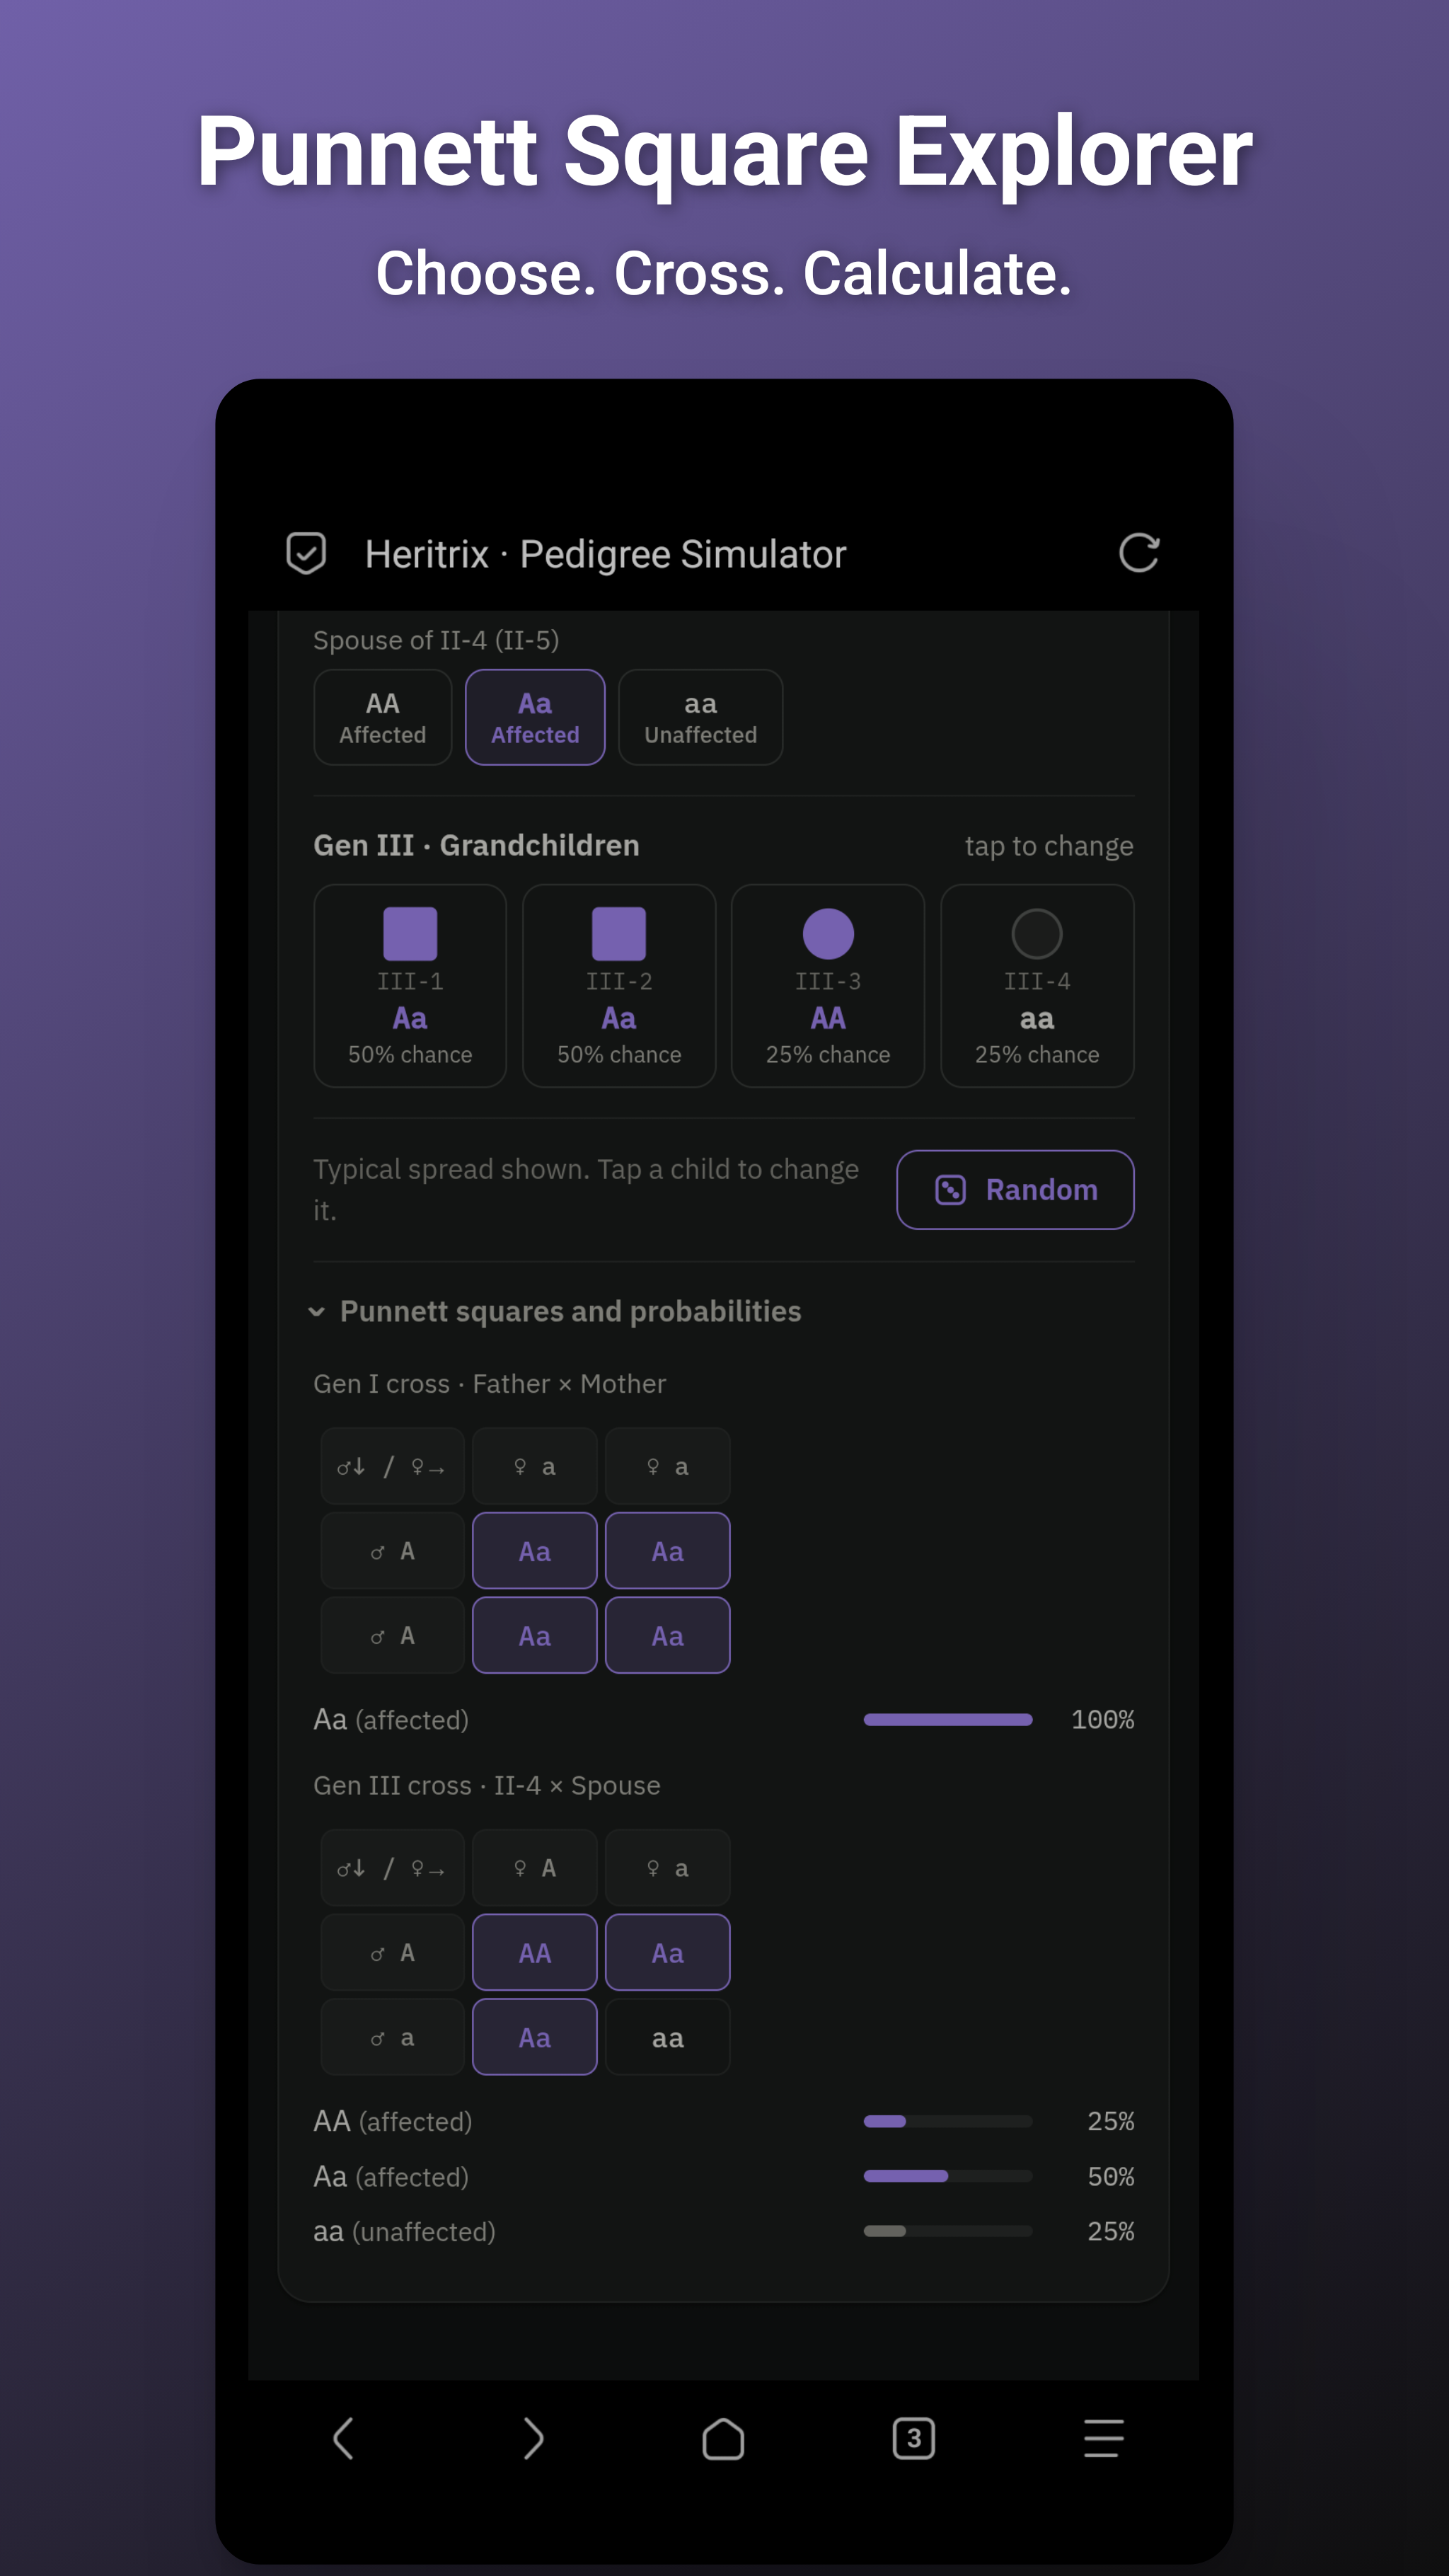 Punnett Square Explorer
Choose. Cross. Calculate.
Heritrix · Pedigree Simulator
Spouse of II-4 (II-5)
AA Aa aa
Affected Affected Unaffected
Gen III · Grandchildren tap to change
III-1 III-2 III-3 III-4
Aa Aa AA aa
50% chance 50% chance 25% chance 25% chance
Typical spread shown. Tap a child to change
it.
Random
Punnett squares and probabilities
Gen I cross · Father × Mother
♂↓ / ♀→ ♀ a ♀ a
♂ A Aa Aa
♂ A Aa Aa
Aa (affected) 100%
Gen III cross · II-4 × Spouse
♂↓ / ♀→ ♀ A ♀ a
♂ A AA Aa
♂ a Aa aa
AA (affected) 25%
Aa (affected) 50%
aa (unaffected) 25%
3